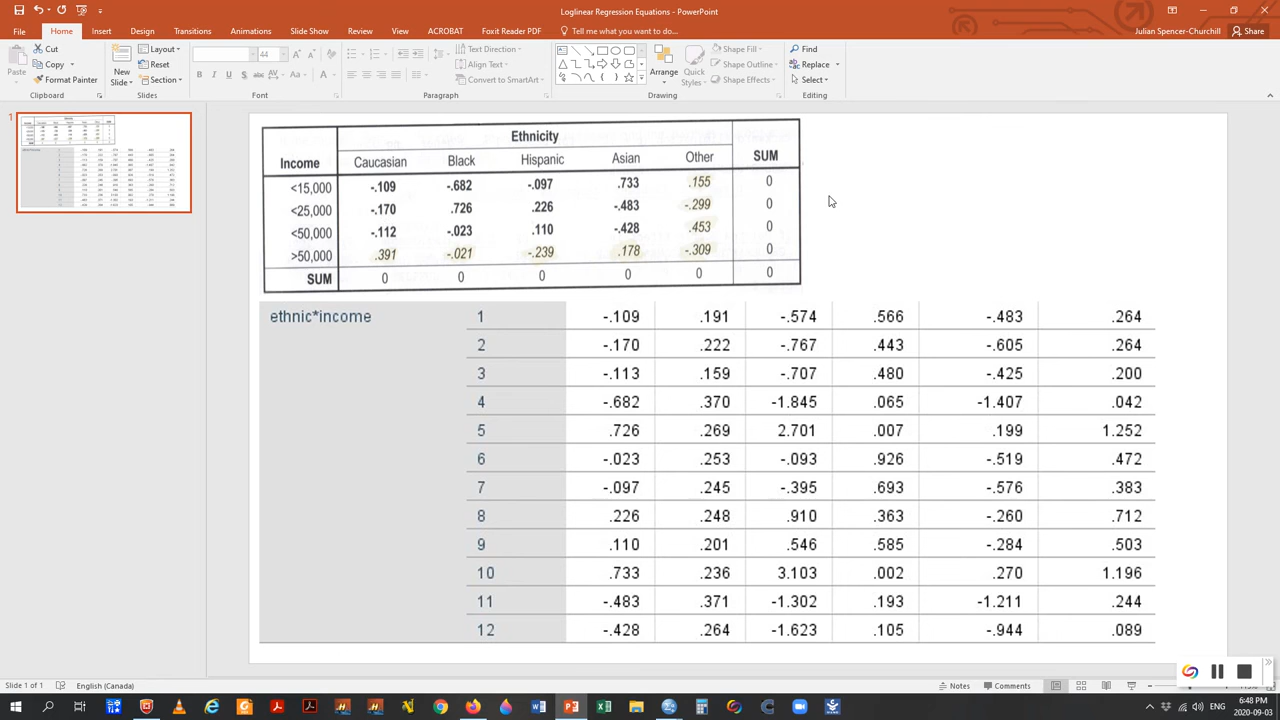 Loglinear Regression Equations - PowerPoint
Julian Spencer-Churchill
Share
File Home Insert Design Transitions Animations Slide Show Review View ACROBAT Foxit Reader PDF Tell me what you want to do...
Paste
Cut
Copy
Format Painter
Clipboard
New Slide
Layout
Reset
Section
Slides
44
Font
Text Direction
Align Text
Convert to SmartArt
Paragraph
Arrange
Quick Styles
Shape Fill
Shape Outline
Shape Effects
Drawing
Find
Replace
Select
Editing
1
Ethnicity
Income Caucasian Black Hispanic Asian Other SUM
<15,000 -.109 -.682 -.097 .733 .155 0
<25,000 -.170 .726 .226 -.483 -.299 0
<50,000 -.112 -.023 .110 -.428 .453 0
>50,000 .391 -.021 -.239 .178 -.309 0
SUM 0 0 0 0 0 0
ethnic*income 1 -.109 .191 -.574 .566 -.483 .264
2 -.170 .222 -.767 .443 -.605 .264
3 -.113 .159 -.707 .480 -.425 .200
4 -.682 .370 -1.845 .065 -1.407 .042
5 .726 .269 2.701 .007 .199 1.252
6 -.023 .253 -.093 .926 -.519 .472
7 -.097 .245 -.395 .693 -.576 .383
8 .226 .248 .910 .363 -.260 .712
9 .110 .201 .546 .585 -.284 .503
10 .733 .236 3.103 .002 .270 1.196
11 -.483 .371 -1.302 .193 -1.211 .244
12 -.428 .264 -1.623 .105 -.944 .089
Slide 1 of 1 English (Canada) Notes Comments
ENG 6:48 PM
2020-09-03